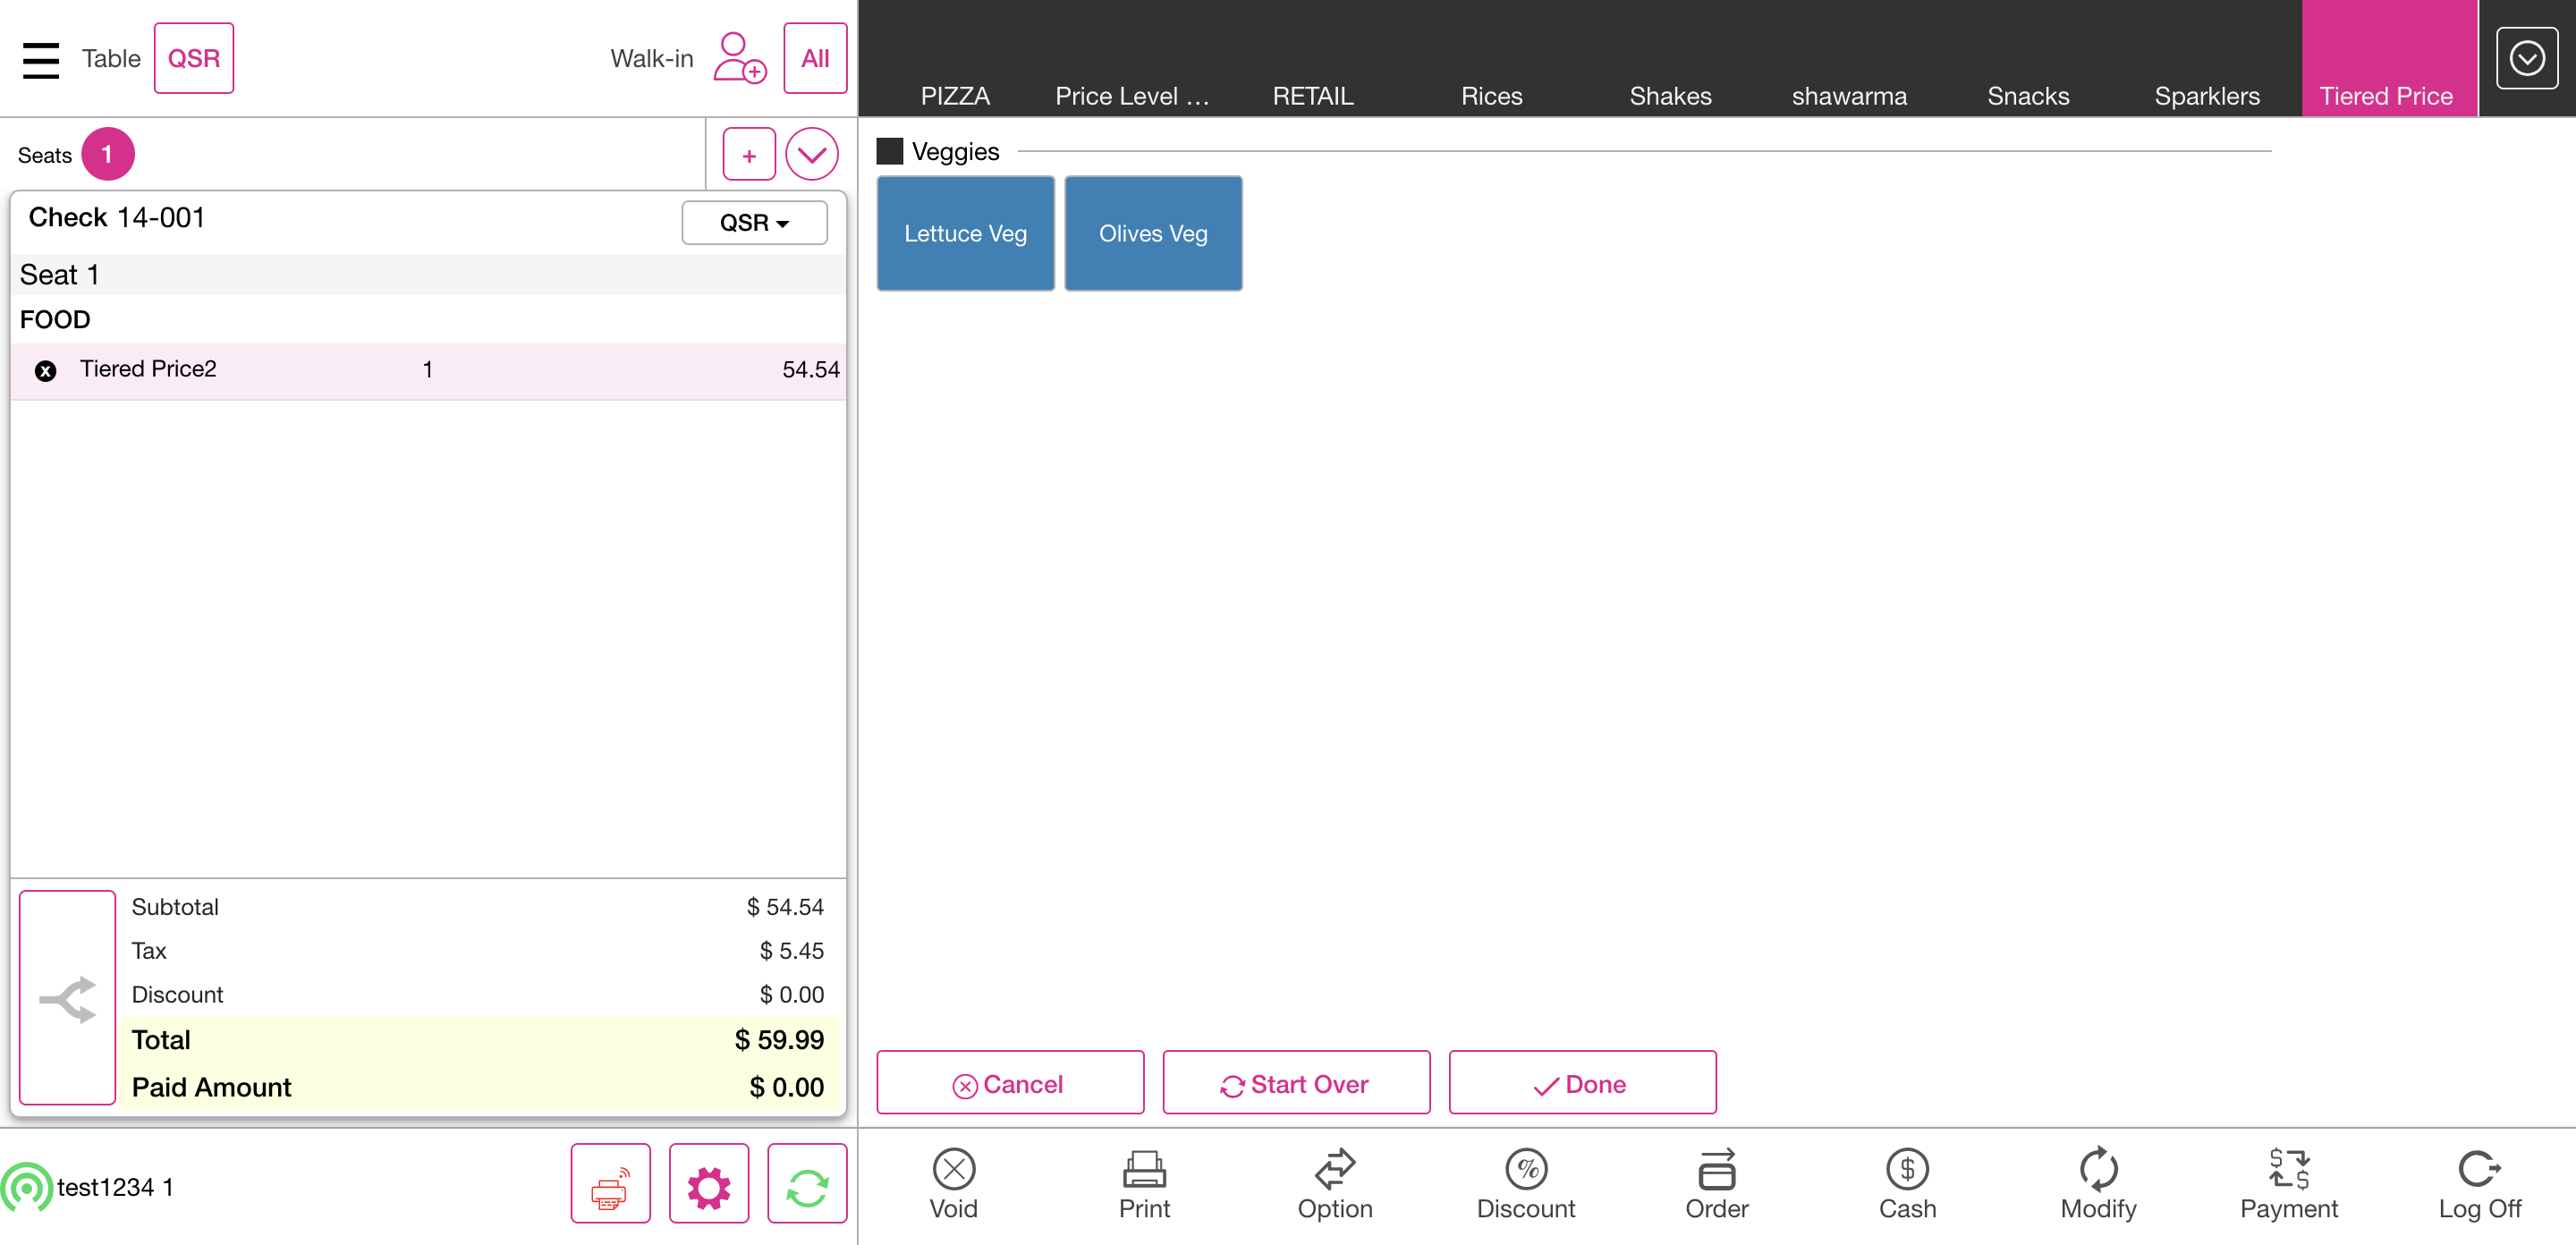 Table QSR Walk-in All
PIZZA Price Level ... RETAIL Rices Shakes shawarma Snacks Sparklers Tiered Price
Seats 1 +
Veggies
Lettuce Veg Olives Veg
Check 14-001 QSR
Seat 1
FOOD
x Tiered Price2 1 54.54
Subtotal $ 54.54
Tax $ 5.45
Discount $ 0.00
Total $ 59.99
Paid Amount $ 0.00
Cancel Start Over Done
test1234 1
Void Print Option Discount Order Cash Modify Payment Log Off